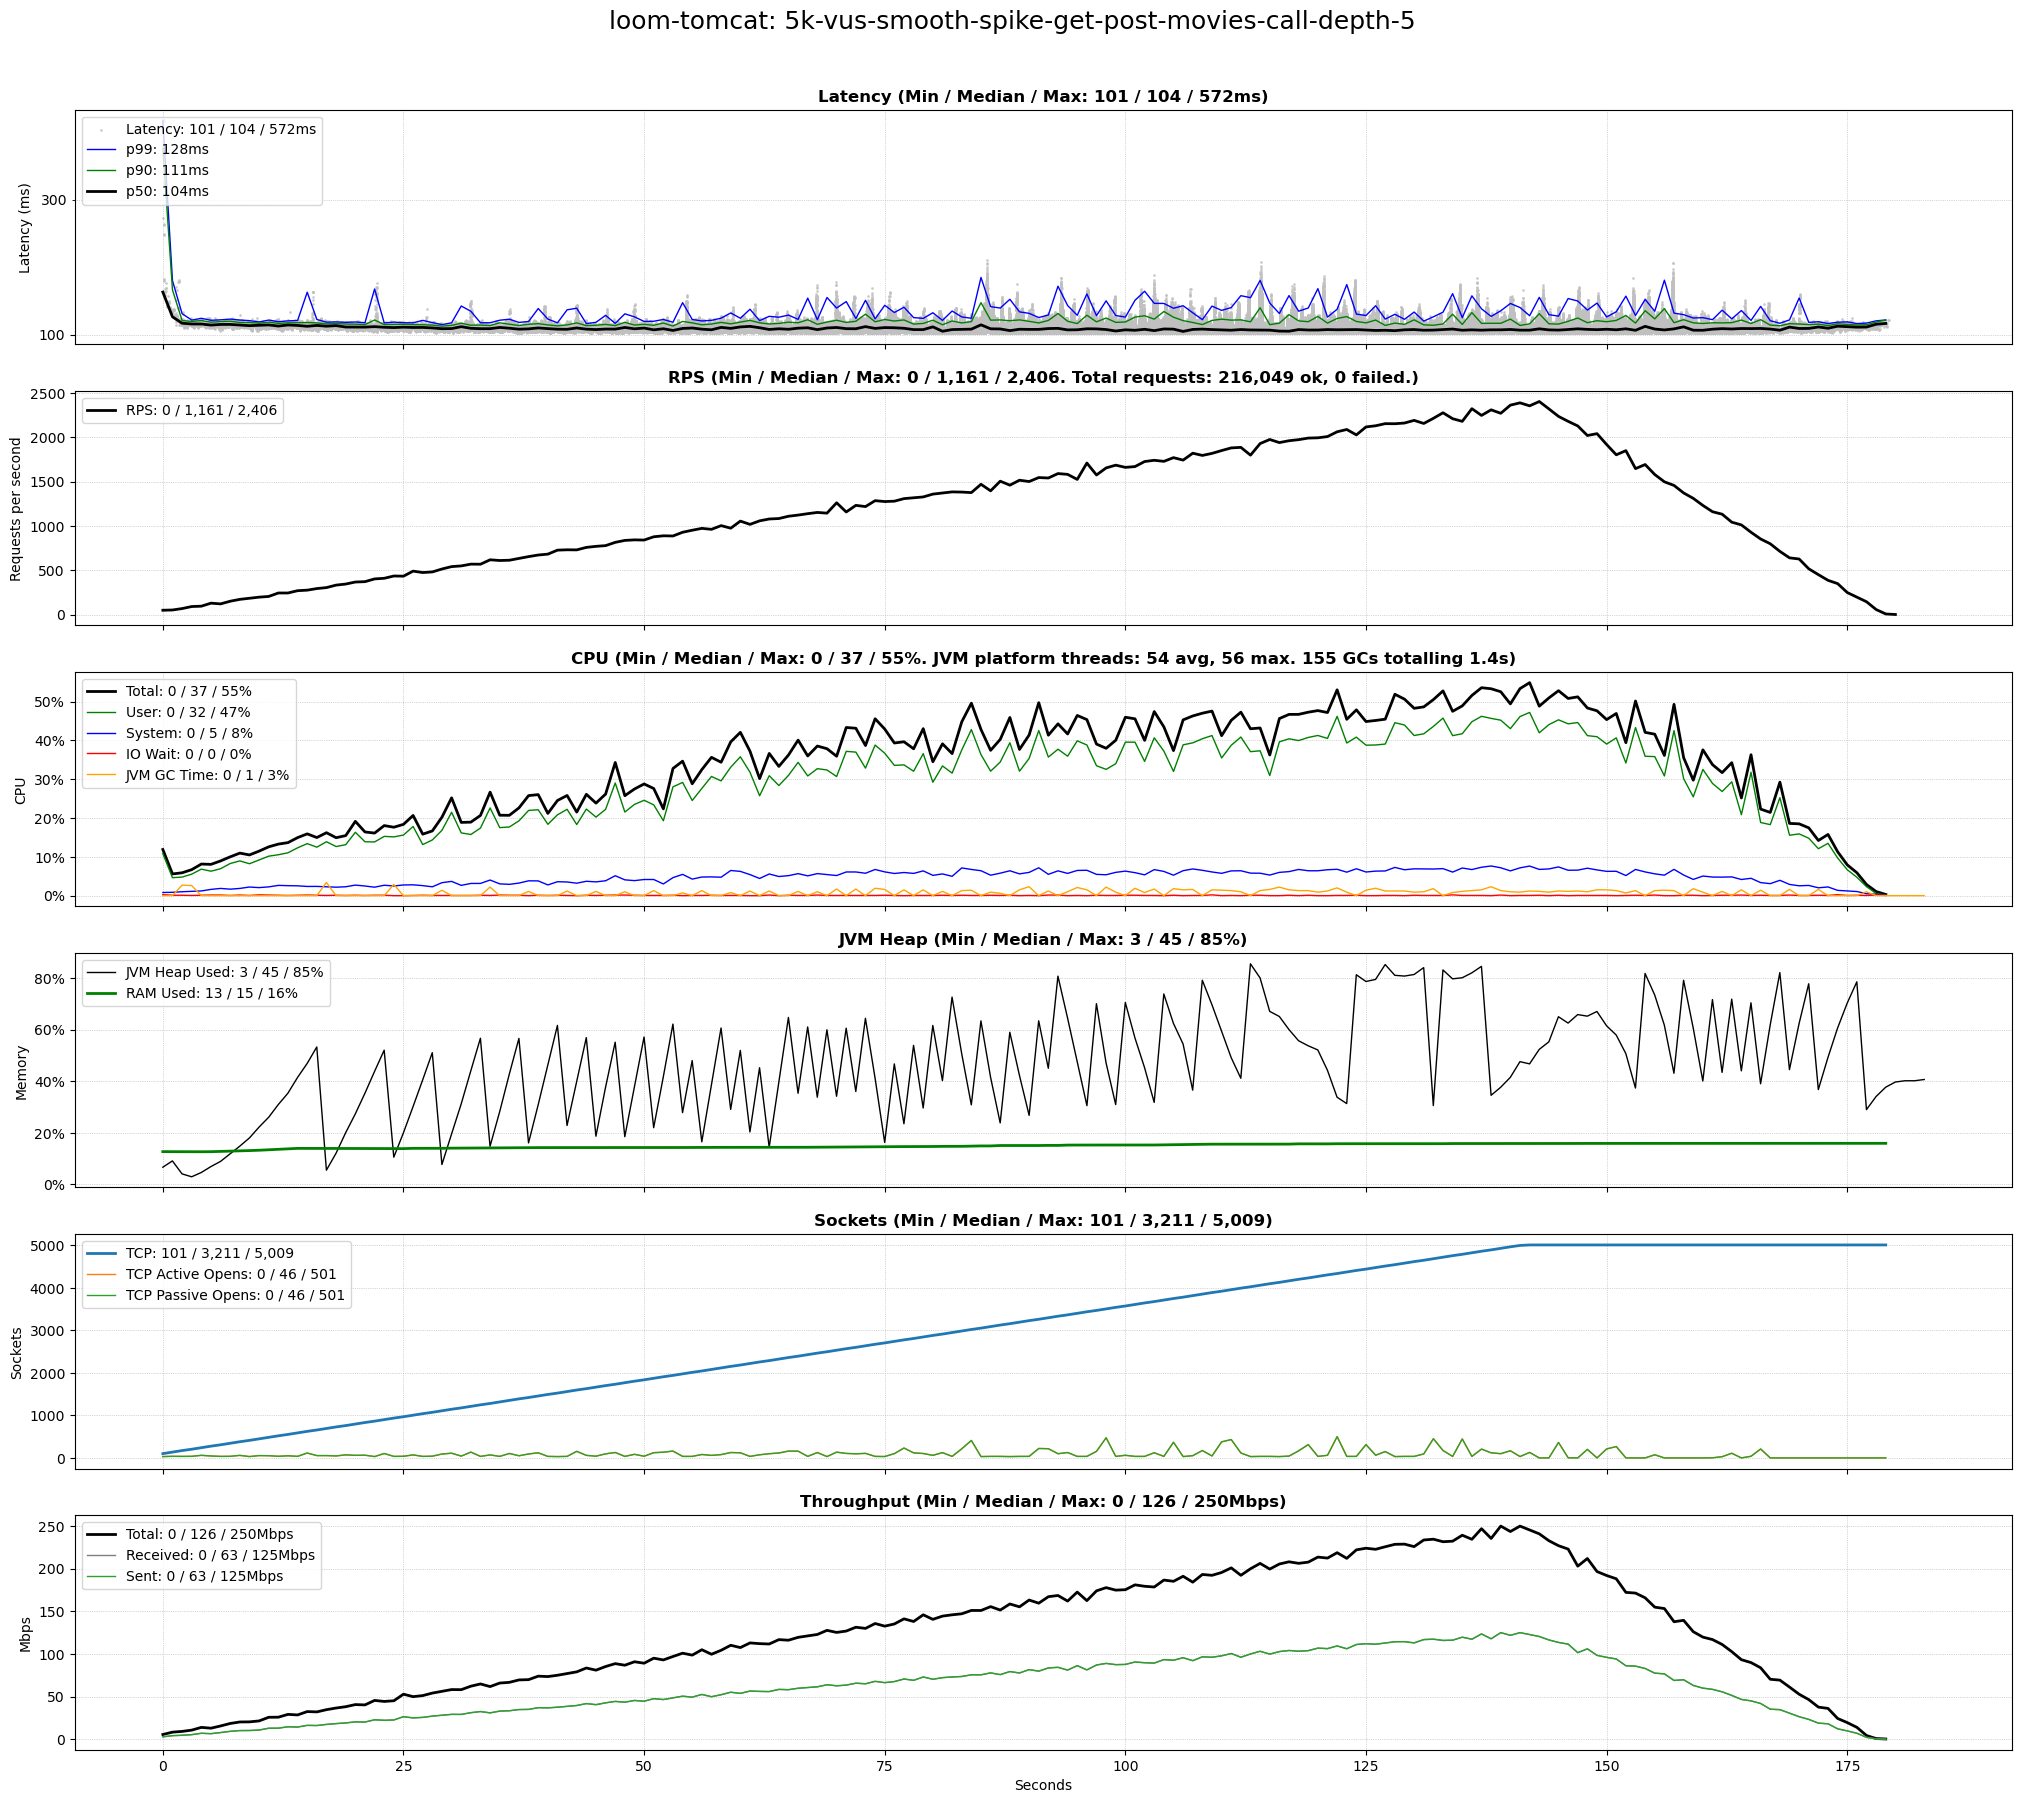 loom-tomcat: 5k-vus-smooth-spike-get-post-movies-call-depth-5
Latency (Min / Median / Max: 101 / 104 / 572ms)
Latency: 101 / 104 / 572ms
p99: 128ms
p90: 111ms
p50: 104ms
Latency (ms)
300
100
RPS (Min / Median / Max: 0 / 1,161 / 2,406. Total requests: 216,049 ok, 0 failed.)
RPS: 0 / 1,161 / 2,406
Requests per second
2500
2000
1500
1000
500
0
CPU (Min / Median / Max: 0 / 37 / 55%. JVM platform threads: 54 avg, 56 max. 155 GCs totalling 1.4s)
Total: 0 / 37 / 55%
User: 0 / 32 / 47%
System: 0 / 5 / 8%
IO Wait: 0 / 0 / 0%
JVM GC Time: 0 / 1 / 3%
CPU
50%
40%
30%
20%
10%
0%
JVM Heap (Min / Median / Max: 3 / 45 / 85%)
JVM Heap Used: 3 / 45 / 85%
RAM Used: 13 / 15 / 16%
Memory
80%
60%
40%
20%
0%
Sockets (Min / Median / Max: 101 / 3,211 / 5,009)
TCP: 101 / 3,211 / 5,009
TCP Active Opens: 0 / 46 / 501
TCP Passive Opens: 0 / 46 / 501
Sockets
5000
4000
3000
2000
1000
0
Throughput (Min / Median / Max: 0 / 126 / 250Mbps)
Total: 0 / 126 / 250Mbps
Received: 0 / 63 / 125Mbps
Sent: 0 / 63 / 125Mbps
Mbps
250
200
150
100
50
0
0 25 50 75 100 125 150 175
Seconds